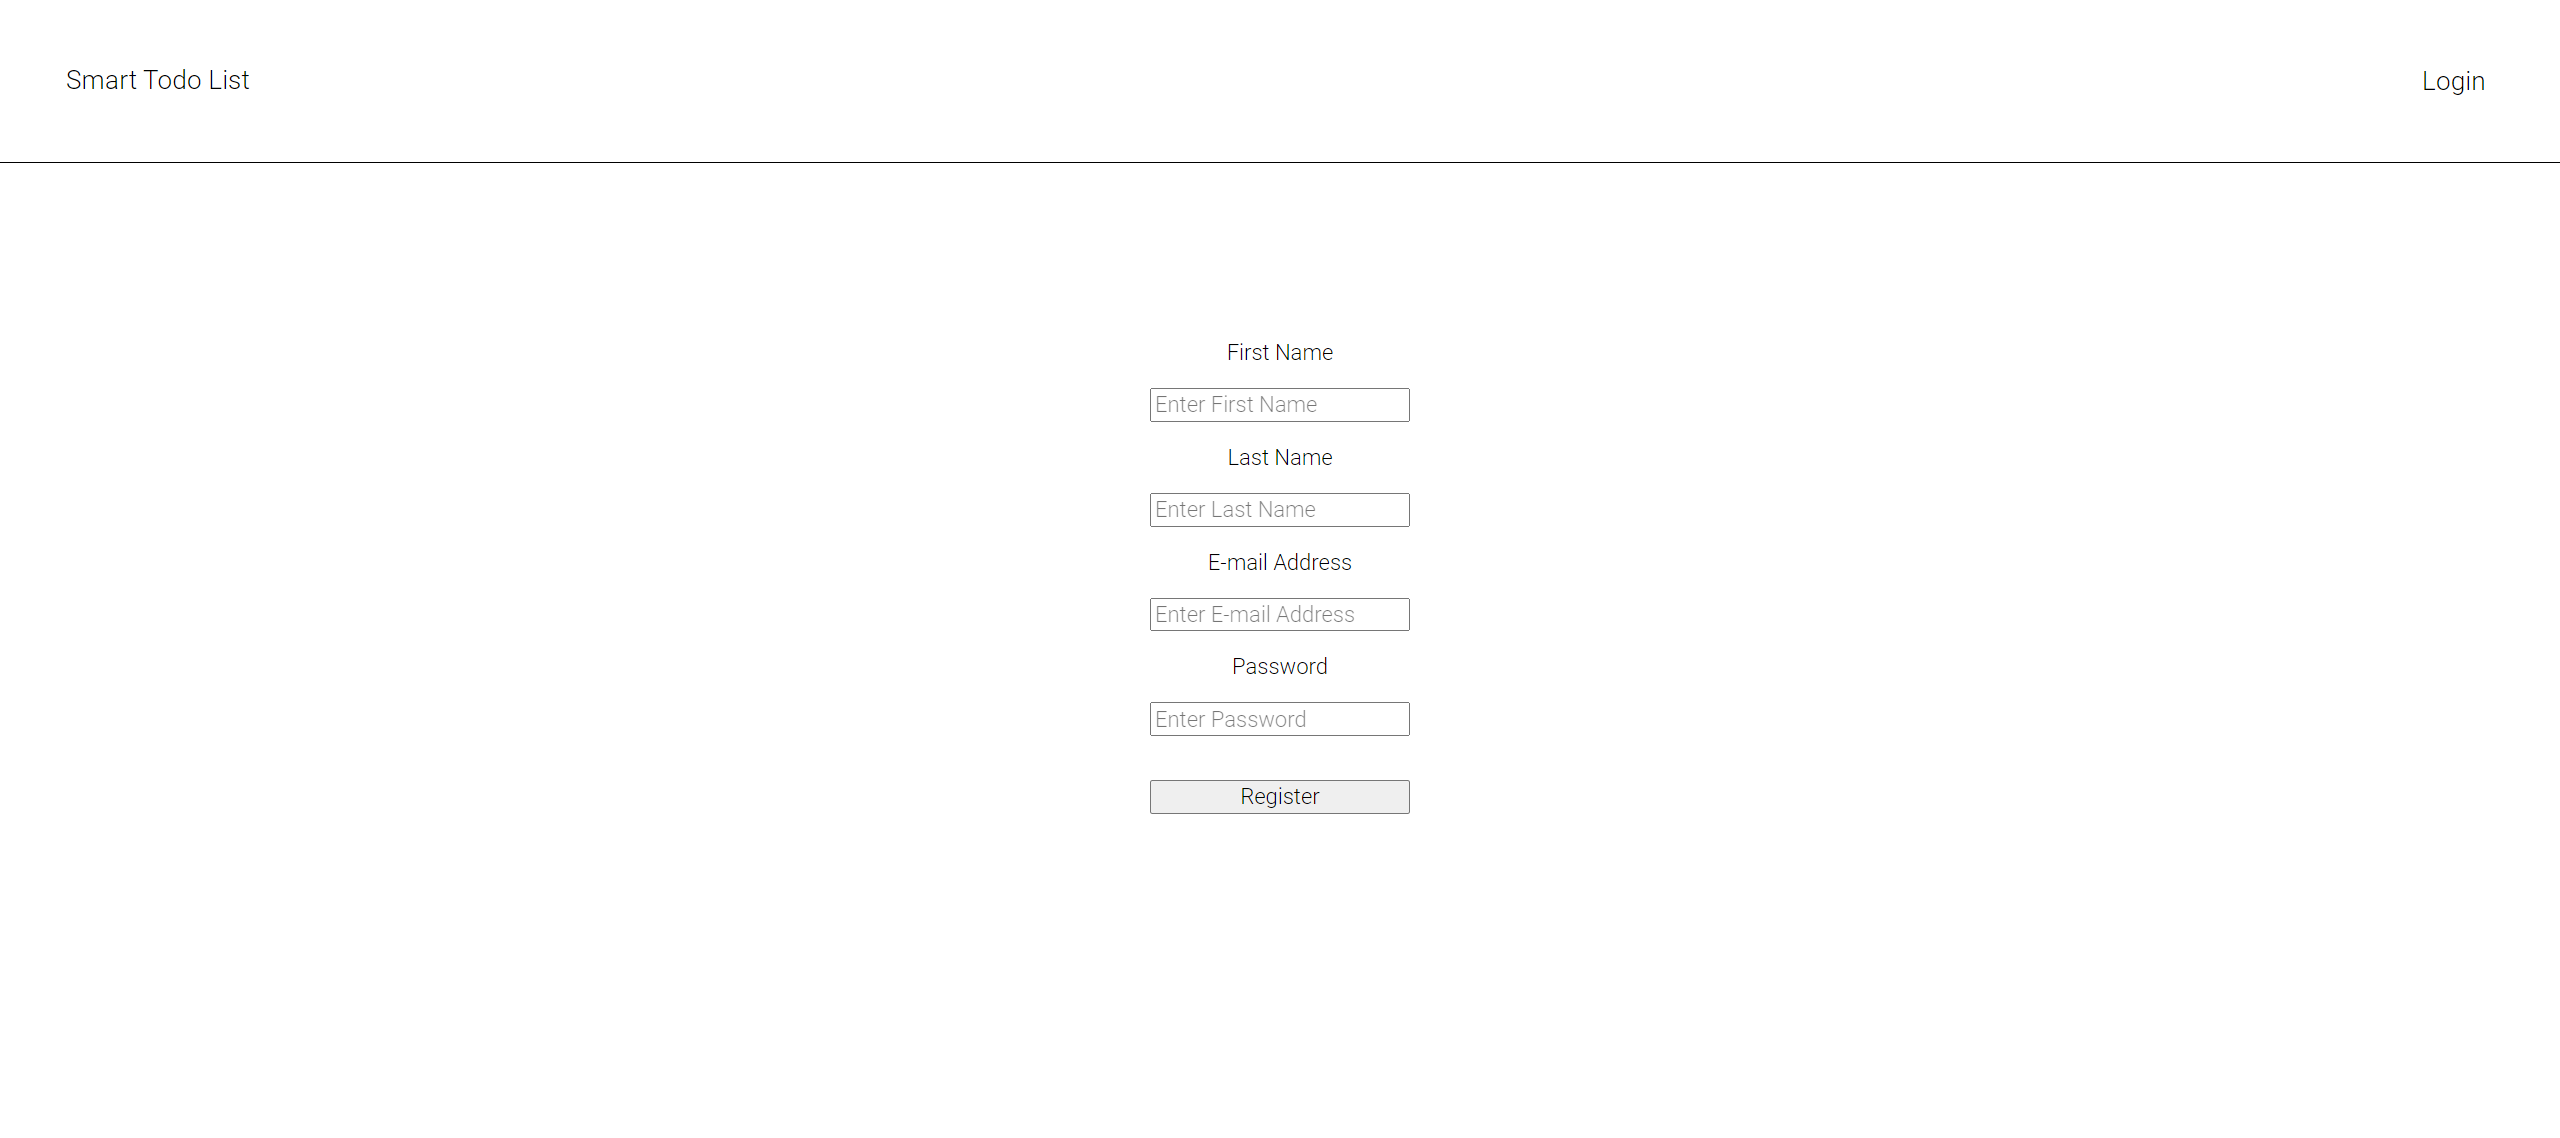 Smart Todo List
Login
First Name
Enter First Name
Last Name
Enter Last Name
E-mail Address
Enter E-mail Address
Password
Enter Password
Register